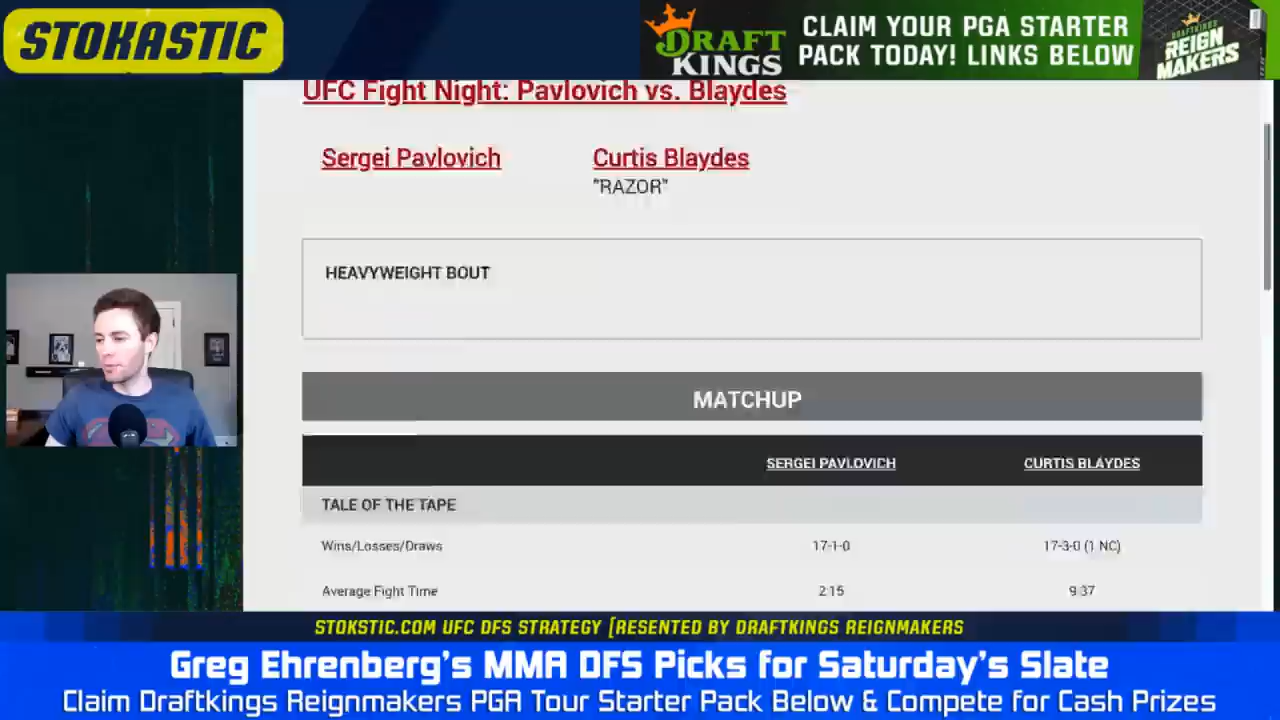 STOKASTIC
DRAFT
KINGS
CLAIM YOUR PGA STARTER
PACK TODAY! LINKS BELOW
DRAFTKINGS
REIGN
MAKERS
UFC Fight Night: Pavlovich vs. Blaydes
Sergei Pavlovich
Curtis Blaydes
"RAZOR"
HEAVYWEIGHT BOUT
MATCHUP
SERGEI PAVLOVICH
CURTIS BLAYDES
TALE OF THE TAPE
Wins/Losses/Draws
17-1-0
17-3-0 (1 NC)
Average Fight Time
2:15
9:37
STOKSTIC.COM UFC DFS STRATEGY [RESENTED BY DRAFTKINGS REIGNMAKERS
Greg Ehrenberg's MMA DFS Picks for Saturday's Slate
Claim Draftkings Reignmakers PGA Tour Starter Pack Below & Compete for Cash Prizes